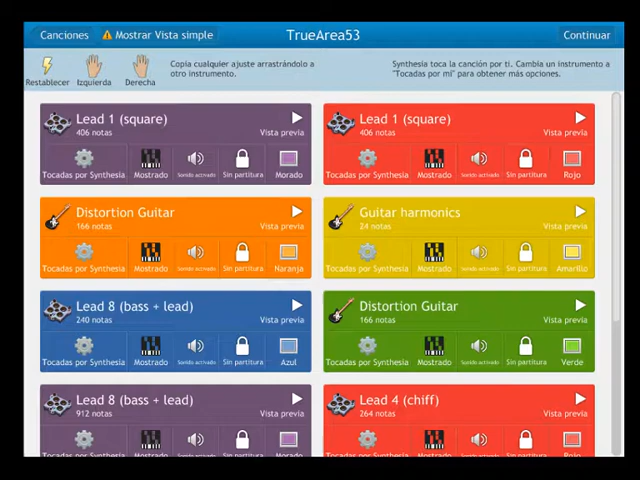 Canciones
Mostrar Vista simple
TrueArea53
Continuar
Restablecer
Izquierda
Derecha
Copia cualquier ajuste arrastrándolo a
otro instrumento.
Synthesia toca la canción por ti. Cambia un instrumento a
"Tocadas por mí" para obtener más opciones.
Lead 1 (square)
406 notas
Vista previa
Tocadas por Synthesia
Mostrado
Sonido activado
Sin partitura
Morado
Lead 1 (square)
406 notas
Vista previa
Tocadas por Synthesia
Mostrado
Sonido activado
Sin partitura
Rojo
Distortion Guitar
166 notas
Vista previa
Tocadas por Synthesia
Mostrado
Sonido activado
Sin partitura
Naranja
Guitar harmonics
24 notas
Vista previa
Tocadas por Synthesia
Mostrado
Sonido activado
Sin partitura
Amarillo
Lead 8 (bass + lead)
240 notas
Vista previa
Tocadas por Synthesia
Mostrado
Sonido activado
Sin partitura
Azul
Distortion Guitar
166 notas
Vista previa
Tocadas por Synthesia
Mostrado
Sonido activado
Sin partitura
Verde
Lead 8 (bass + lead)
912 notas
Vista previa
Tocadas por Synthesia
Mostrado
Sonido activado
Sin partitura
Morado
Lead 4 (chiff)
264 notas
Vista previa
Tocadas por Synthesia
Mostrado
Sonido activado
Sin partitura
Rojo